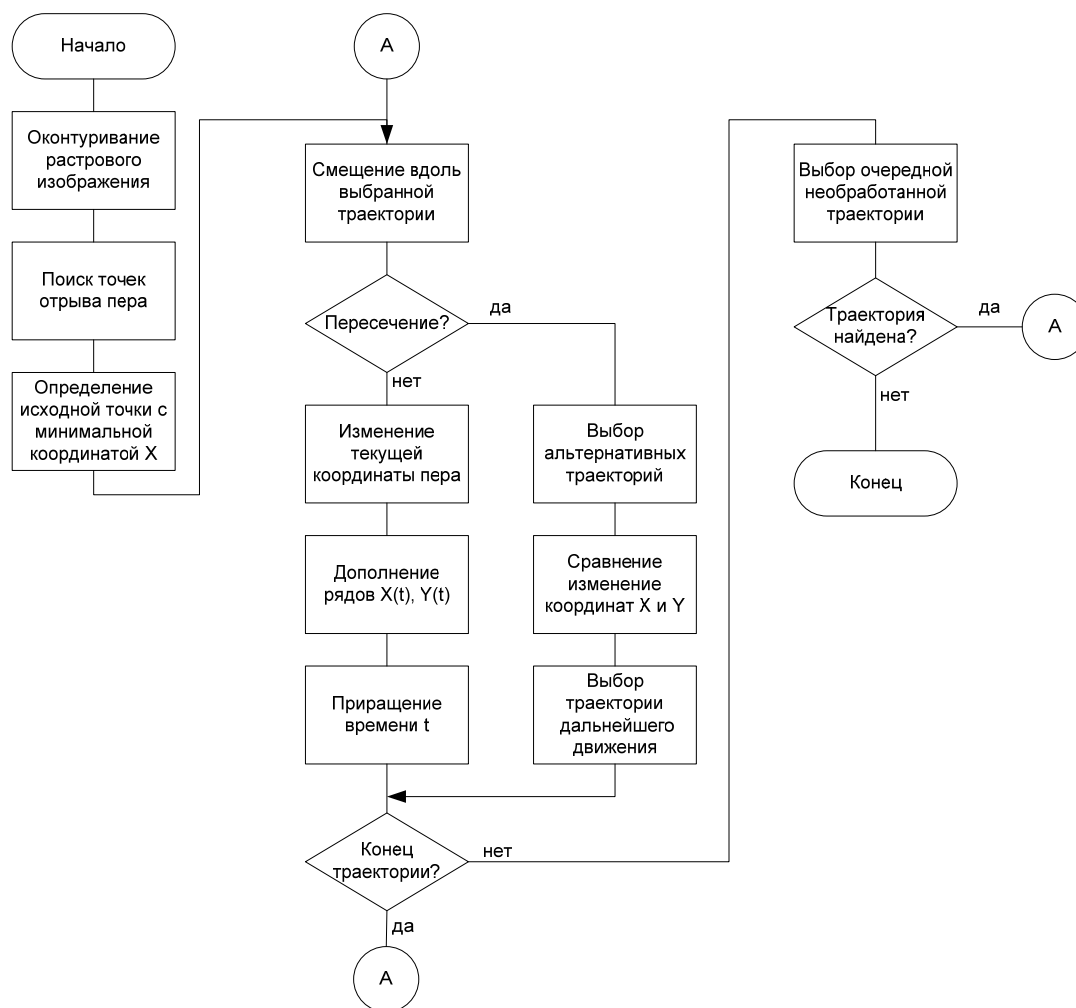 Начало
Оконтуривание
растрового
изображения
Поиск точек
отрыва пера
Определение
исходной точки с
минимальной
координатой X
А
Смещение вдоль
выбранной
траектории
Пересечение?
да
нет
Изменение
текущей
координаты пера
Дополнение
рядов X(t), Y(t)
Приращение
времени t
Выбор
альтернативных
траекторий
Сравнение
изменение
координат X и Y
Выбор
траектории
дальнейшего
движения
Конец
траектории?
нет
да
А
Выбор очередной
необработанной
траектории
Траектория
найдена?
да
А
нет
Конец